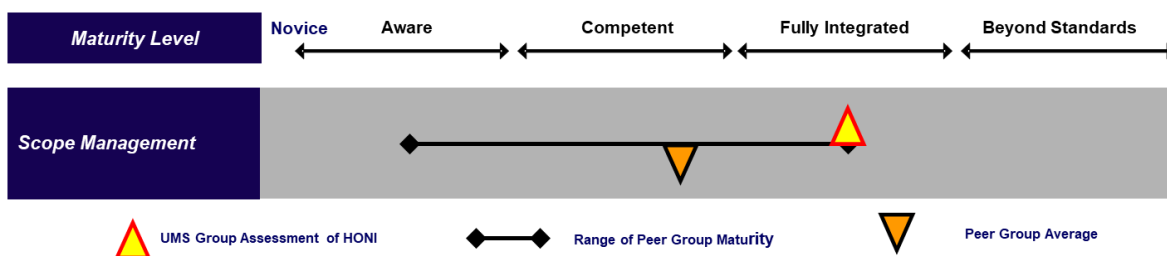 Maturity Level
Novice
Aware
Competent
Fully Integrated
Beyond Standards
Scope Management
UMS Group Assessment of HONI
Range of Peer Group Maturity
Peer Group Average